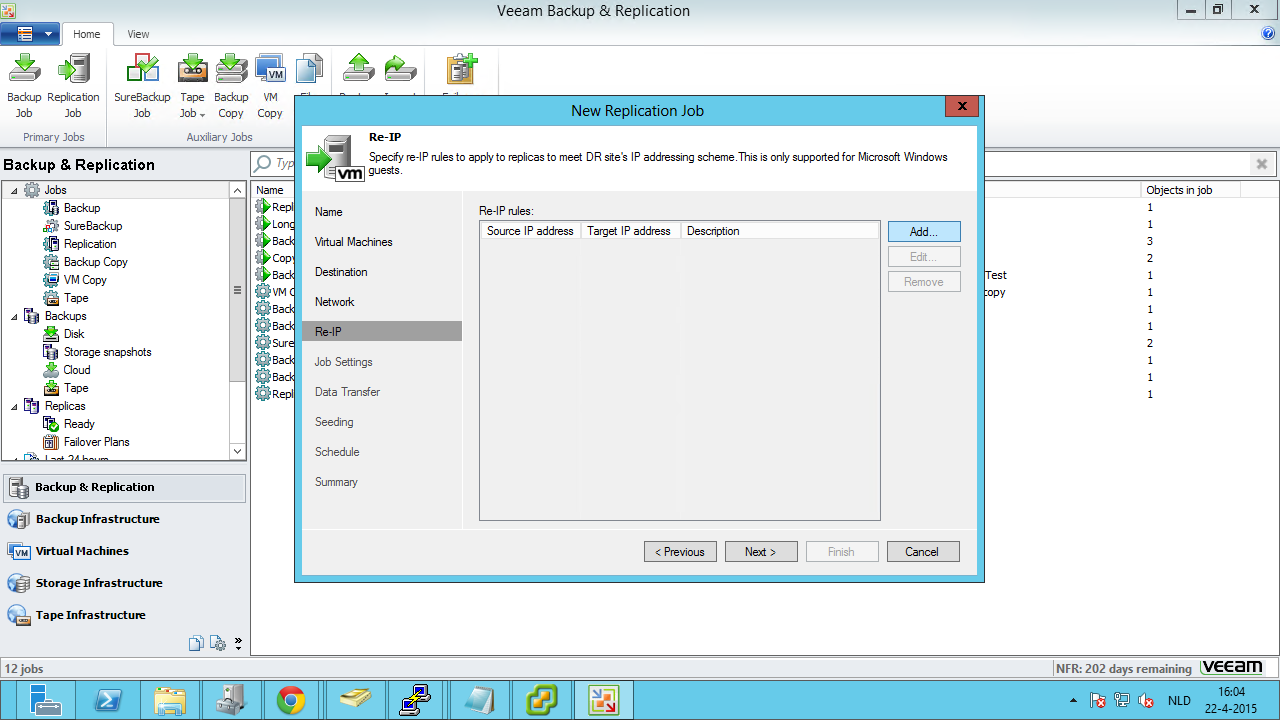 Veeam Backup & Replication
Home
View
Backup Job
Replication Job
SureBackup Job
Tape Job
Backup Copy
VM Copy
Primary Jobs
Auxiliary Jobs
Backup & Replication
Jobs
Backup
SureBackup
Replication
Backup Copy
VM Copy
Tape
Backups
Disk
Storage snapshots
Cloud
Tape
Replicas
Ready
Failover Plans
Last 24 hours
Backup & Replication
Backup Infrastructure
Virtual Machines
Storage Infrastructure
Tape Infrastructure
Name
Objects in job
Repl 1
Long 1
Back 3
Copy 2
Back Test 1
VM C copy 1
Back 1
Back 1
Sure 2
Back 1
Back 1
Repl 1
New Replication Job
Re-IP
Specify re-IP rules to apply to replicas to meet DR site's IP addressing scheme. This is only supported for Microsoft Windows
guests.
Name
Virtual Machines
Destination
Network
Re-IP
Job Settings
Data Transfer
Seeding
Schedule
Summary
Re-IP rules:
Source IP address Target IP address Description
Add...
Edit...
Remove
< Previous Next > Finish Cancel
12 jobs
NFR: 202 days remaining
veeam
NLD
16:04
22-4-2015